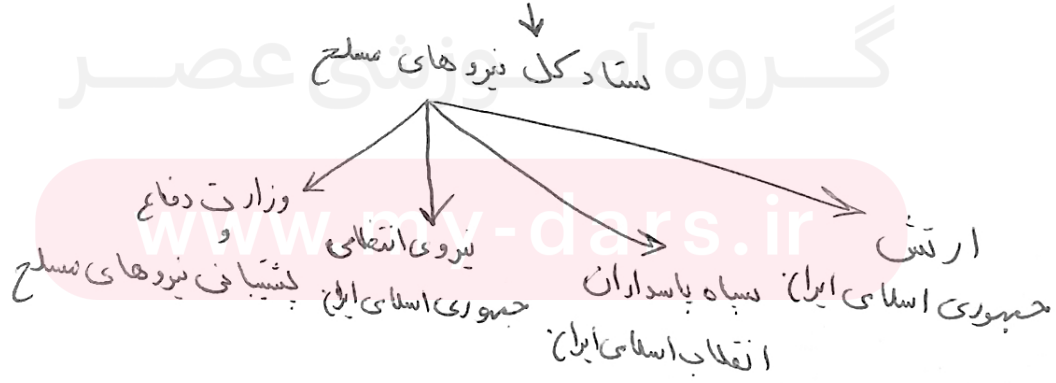 گروه آموزشی عصر
ستاد کل نیروهای مسلح
www.my-dars.ir
ارتش
جمهوری اسلامی ایران
سپاه پاسداران
انقلاب اسلامی ایران
نیروی انتظامی
جمهوری اسلامی ایران
وزارت دفاع
و
پشتیبانی نیروهای مسلح